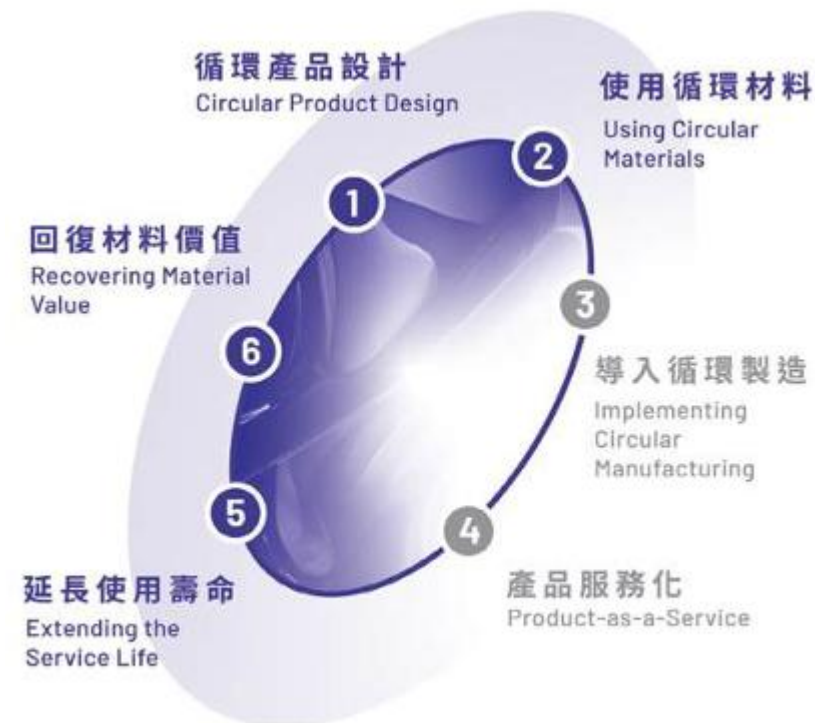 循環產品設計
Circular Product Design
1
使用循環材料
Using Circular
Materials
2
3
導入循環製造
Implementing
Circular
Manufacturing
4
產品服務化
Product-as-a-Service
5
延長使用壽命
Extending the
Service Life
6
回復材料價值
Recovering Material
Value